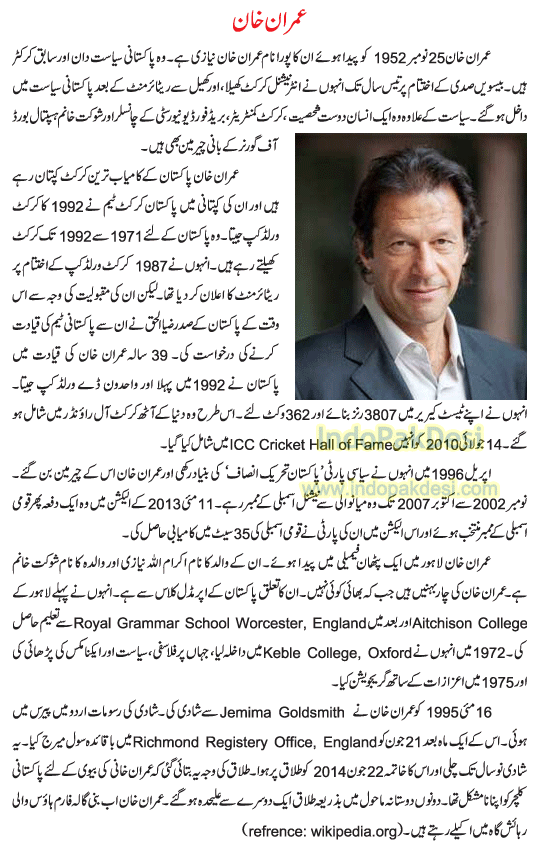 عمران خان
عمران خان 25 نومبر 1952 کو پیدا ہوئے ان کا پورا نام عمران خان نیازی ہے۔ وہ پاکستانی سیاست دان اور سابق کرکٹر
ہیں۔ بیسویں صدی کے اختتام پر تیس سال تک انہوں نے انٹرنیشنل کرکٹ کھیلا، اور کھیل سے ریٹائرمنٹ کے بعد پاکستانی سیاست میں
داخل ہو گئے۔ سیاست کے علاوہ وہ ایک انسان دوست شخصیت، کرکٹ کمنٹریٹر، بریڈفورڈ یونیورسٹی کے چانسلر اور شوکت خانم ہسپتال بورڈ
آف گورنر کے بانی چیرمین بھی ہیں۔
عمران خان پاکستان کے کامیاب ترین کرکٹ کپتان رہے
ہیں اور ان کی کپتانی میں پاکستان کرکٹ ٹیم نے 1992 کا کرکٹ
ورلڈ کپ جیتا۔ وہ پاکستان کے لئے 1971 سے 1992 تک کرکٹ
کھیلتے رہے ہیں۔ انہوں نے 1987 کرکٹ ورلڈ کپ کے اختتام پر
ریٹائرمنٹ کا اعلان کر دیا تھا۔ لیکن ان کی مقبولیت کی وجہ سے اس
وقت کے پاکستان کے صدر ضیا الحق نے ان سے پاکستانی ٹیم کی قیادت
کرنے کی درخواست کی۔ 39 سالہ عمران خان کی قیادت میں
پاکستان نے 1992 میں پہلا اور واحد ون ڈے ورلڈ کپ جیتا۔
انہوں نے اپنے ٹیسٹ کیریر میں 3807 رنز بنائے اور 362 وکٹ لئے۔ اس طرح وہ دنیا کے آٹھ کرکٹ آل راؤنڈر میں شامل ہو
گئے۔ 14 جولائی 2010 کو انہیں ICC Cricket Hall of Fame میں شامل کیا گیا۔
IndoPakDesi
اپریل 1996 میں انہوں نے سیاسی پارٹی ’پاکستان تحریک انصاف‘ کی بنیاد رکھی اور عمران خان اس کے چیرمین بن گئے۔
www.indopakdesi.com
نومبر 2002 سے اکتوبر 2007 تک وہ میانوالی سے نیشنل اسمبلی کے ممبر رہے۔ 11 مئی 2013 کے الیکشن میں وہ ایک دفعہ پھر قومی
اسمبلی کے ممبر منتخب ہوئے اور اس الیکشن میں ان کی پارٹی نے قومی اسمبلی کی 35 سیٹ میں کامیابی حاصل کی۔
عمران خان لاہور میں ایک پٹھان فیمیلی میں پیدا ہوئے۔ ان کے والد کا نام اکرام اللہ نیازی اور والدہ کا نام شوکت خانم
ہے۔ عمران خان کی چار بہنیں ہیں جب کہ بھائی کوئی نہیں۔ ان کا تعلق پاکستان کے اپر مڈل کلاس سے ہے۔ انہوں نے پہلے لاہور کے
Aitchison College اور بعد میں Royal Grammar School Worcester, England سے تعلیم حاصل
کی۔ 1972 میں انہوں نے Keble College, Oxford میں داخلہ لیا، جہاں پر فلاسفی، سیاست اور ایکنامکس کی پڑھائی کی
اور 1975 میں اعزازات کے ساتھ گریجویشن کیا۔
16 مئی 1995 کو عمران خان نے Jemima Goldsmith سے شادی کی۔ شادی کی رسومات اردو میں پیرس میں
ہوئی۔ اس کے ایک ماہ بعد 21 جون کو Richmond Registery Office, England میں باقائدہ سول میرج کیا۔ یہ
شادی نو سال تک چلی اور اس کا خاتمہ 22 جون 2014 کو طلاق پر ہوا۔ طلاق کی وجہ یہ بتائی گئی کہ عمران خانی کی بیوی کے لئے پاکستانی
کلچر کو اپنانا مشکل تھا۔ دونوں دوستانہ ماحول میں بذریعہ طلاق ایک دوسرے سے علیحدہ ہو گئے۔ عمران خان اب بنی گالہ فارم ہاؤس والی
رہائش گاہ میں اکیلے رہتے ہیں۔ (refrence: wikipedia.org)